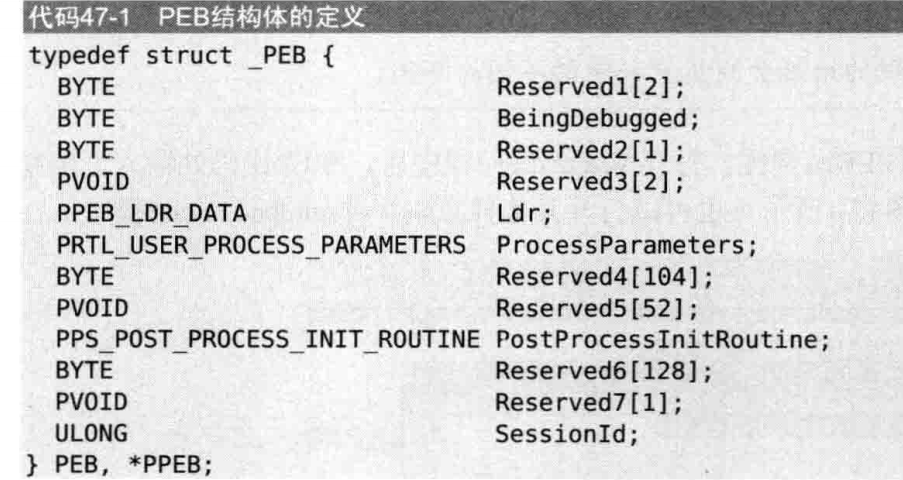 代码47-1 PEB结构体的定义
typedef struct _PEB {
BYTE Reserved1[2];
BYTE BeingDebugged;
BYTE Reserved2[1];
PVOID Reserved3[2];
PPEB_LDR_DATA Ldr;
PRTL_USER_PROCESS_PARAMETERS ProcessParameters;
BYTE Reserved4[104];
PVOID Reserved5[52];
PPS_POST_PROCESS_INIT_ROUTINE PostProcessInitRoutine;
BYTE Reserved6[128];
PVOID Reserved7[1];
ULONG SessionId;
} PEB, *PPEB;